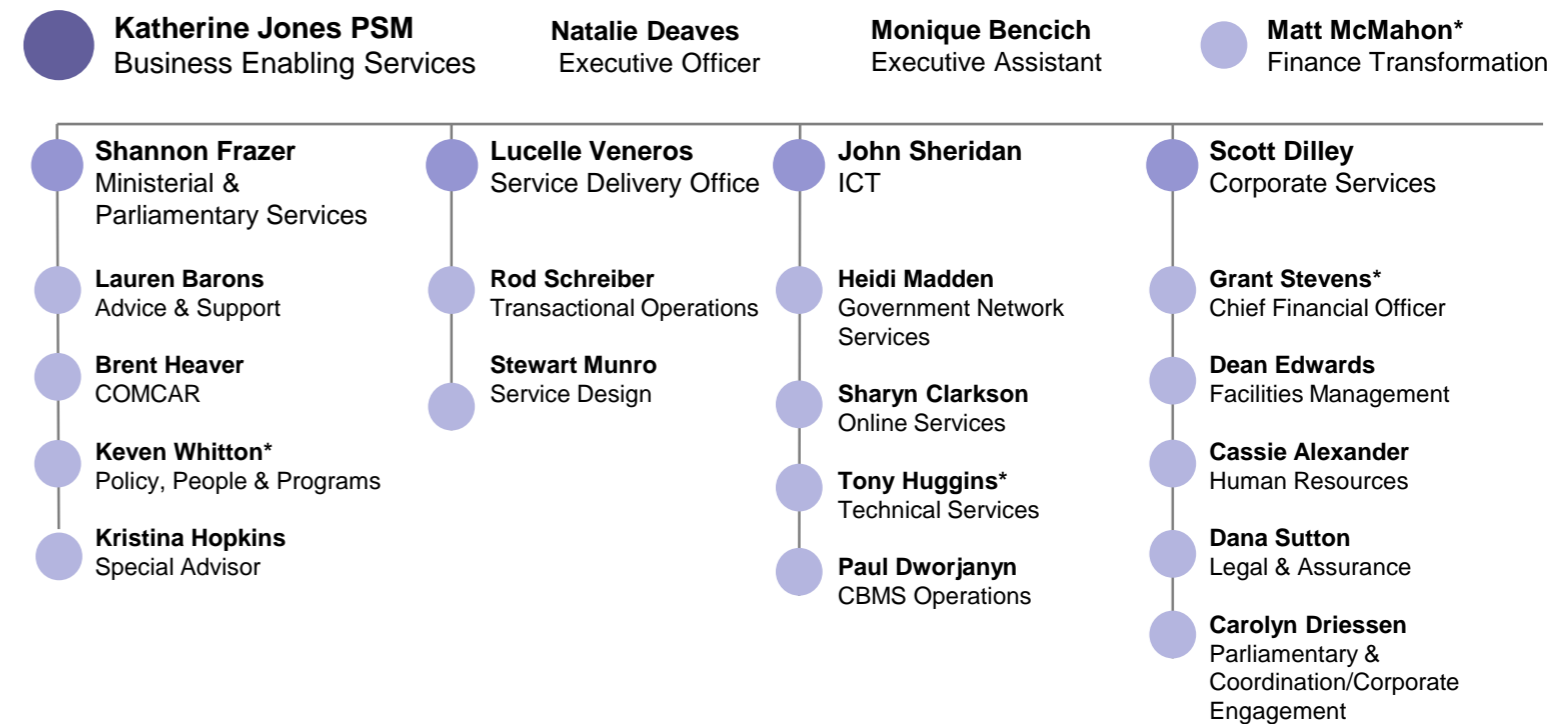 Katherine Jones PSM
Business Enabling Services
Natalie Deaves
Executive Officer
Monique Bencich
Executive Assistant
Matt McMahon*
Finance Transformation
Shannon Frazer
Ministerial &
Parliamentary Services
Lauren Barons
Advice & Support
Brent Heaver
COMCAR
Keven Whitton*
Policy, People & Programs
Kristina Hopkins
Special Advisor
Lucelle Veneros
Service Delivery Office
Rod Schreiber
Transactional Operations
Stewart Munro
Service Design
John Sheridan
ICT
Heidi Madden
Government Network
Services
Sharyn Clarkson
Online Services
Tony Huggins*
Technical Services
Paul Dworjanyn
CBMS Operations
Scott Dilley
Corporate Services
Grant Stevens*
Chief Financial Officer
Dean Edwards
Facilities Management
Cassie Alexander
Human Resources
Dana Sutton
Legal & Assurance
Carolyn Driessen
Parliamentary &
Coordination/Corporate
Engagement